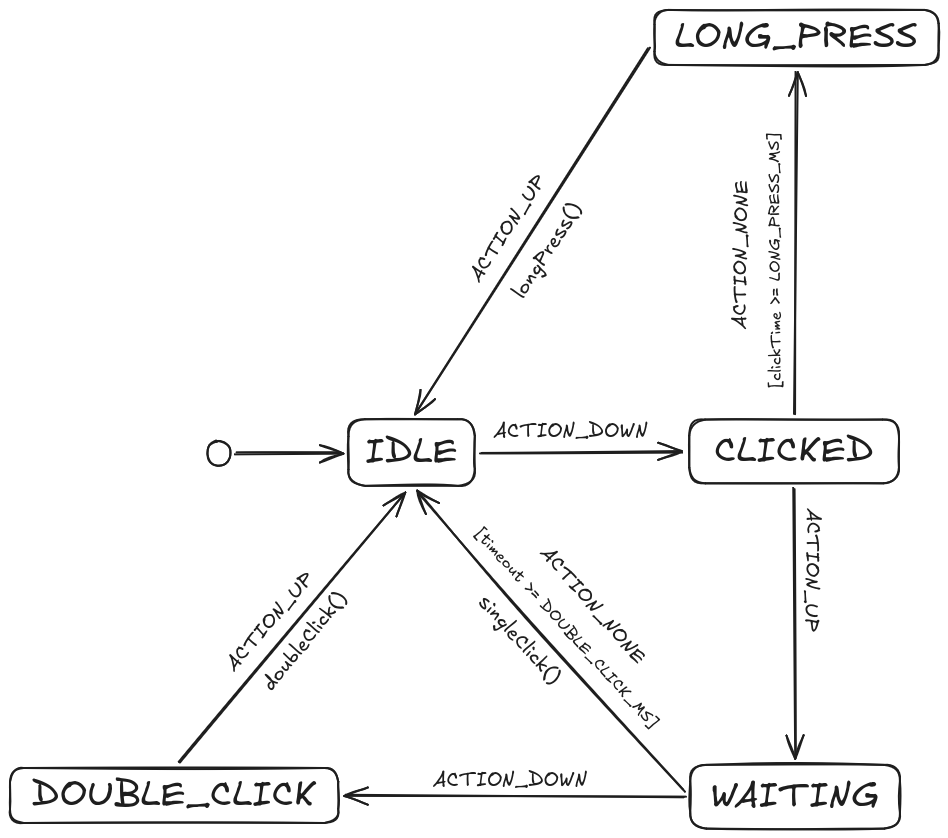 LONG_PRESS
ACTION_UP
longPress()
ACTION_NONE
[clickTime >= LONG_PRESS_MS]
IDLE
ACTION_DOWN
CLICKED
ACTION_UP
doubleClick()
ACTION_NONE
[timeout >= DOUBLE_CLICK_MS]
singleClick()
ACTION_UP
DOUBLE_CLICK
ACTION_DOWN
WAITING